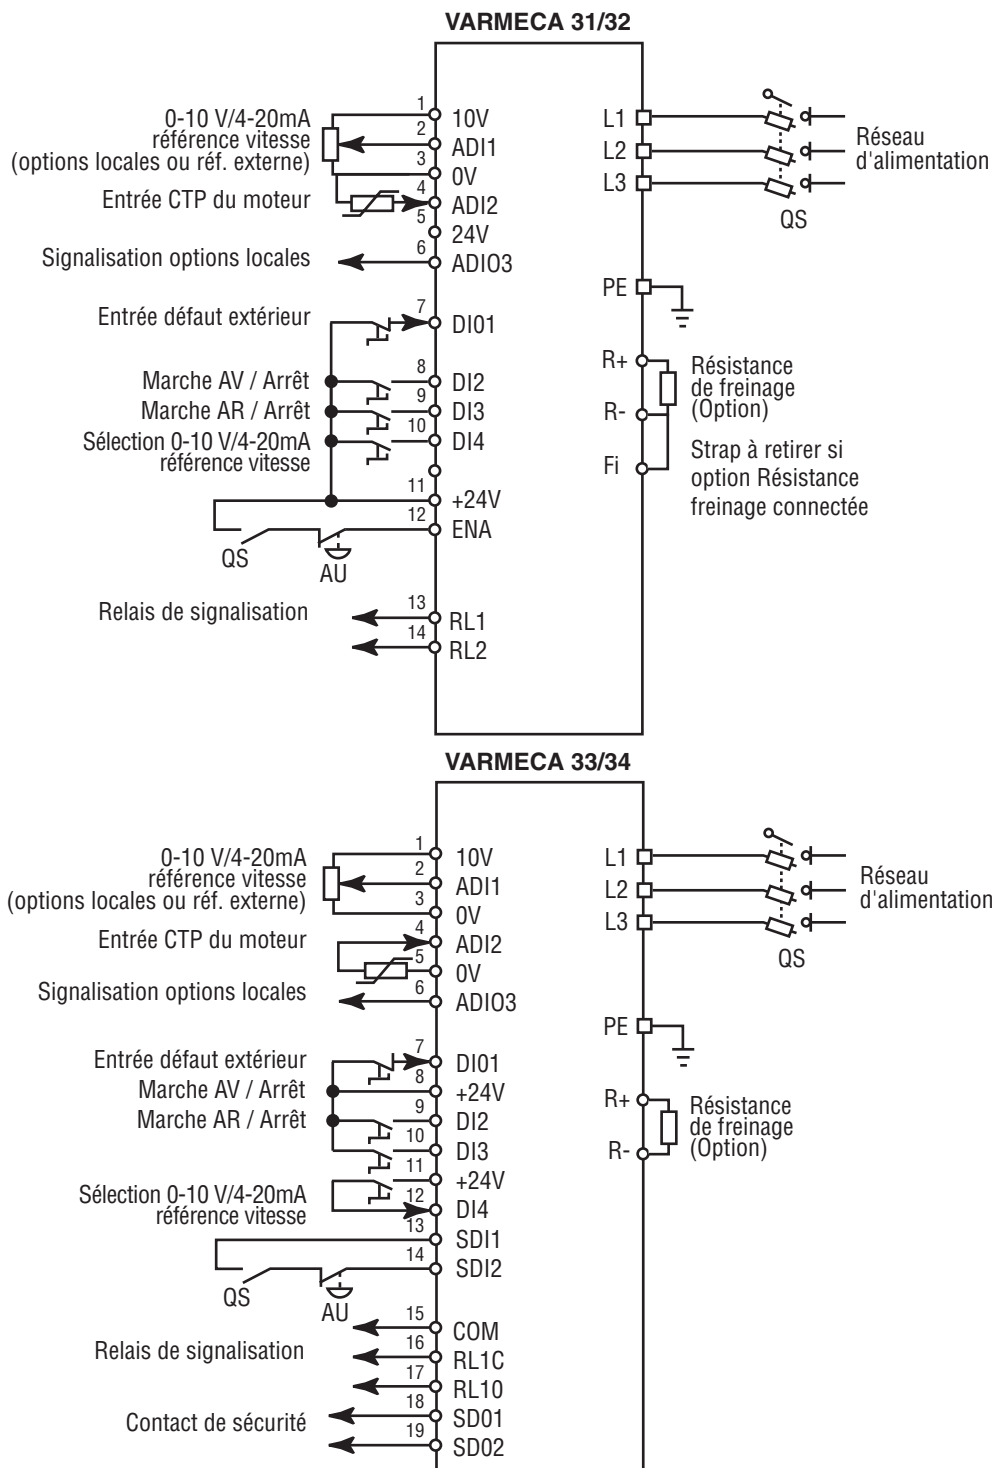 VARMECA 31/32
0-10 V/4-20mA
référence vitesse
(options locales ou réf. externe)
1 10V
2 ADI1
3 0V
Entrée CTP du moteur
4 ADI2
5 24V
Signalisation options locales
6 ADIO3
Entrée défaut extérieur
7 DI01
Marche AV / Arrêt
8 DI2
Marche AR / Arrêt
9 DI3
Sélection 0-10 V/4-20mA
référence vitesse
10 DI4
11 +24V
12 ENA
QS
AU
Relais de signalisation
13 RL1
14 RL2
L1
L2
L3
Réseau
d'alimentation
QS
PE
R+
R-
Fi
Résistance
de freinage
(Option)
Strap à retirer si
option Résistance
freinage connectée
VARMECA 33/34
0-10 V/4-20mA
référence vitesse
(options locales ou réf. externe)
1 10V
2 ADI1
3 0V
Entrée CTP du moteur
4 ADI2
5 0V
Signalisation options locales
6 ADIO3
Entrée défaut extérieur
7 DI01
Marche AV / Arrêt
8 +24V
Marche AR / Arrêt
9 DI2
10 DI3
11 +24V
Sélection 0-10 V/4-20mA
référence vitesse
12 DI4
13 SDI1
14 SDI2
QS
AU
15 COM
Relais de signalisation
16 RL1C
17 RL10
Contact de sécurité
18 SD01
19 SD02
L1
L2
L3
Réseau
d'alimentation
QS
PE
R+
R-
Résistance
de freinage
(Option)